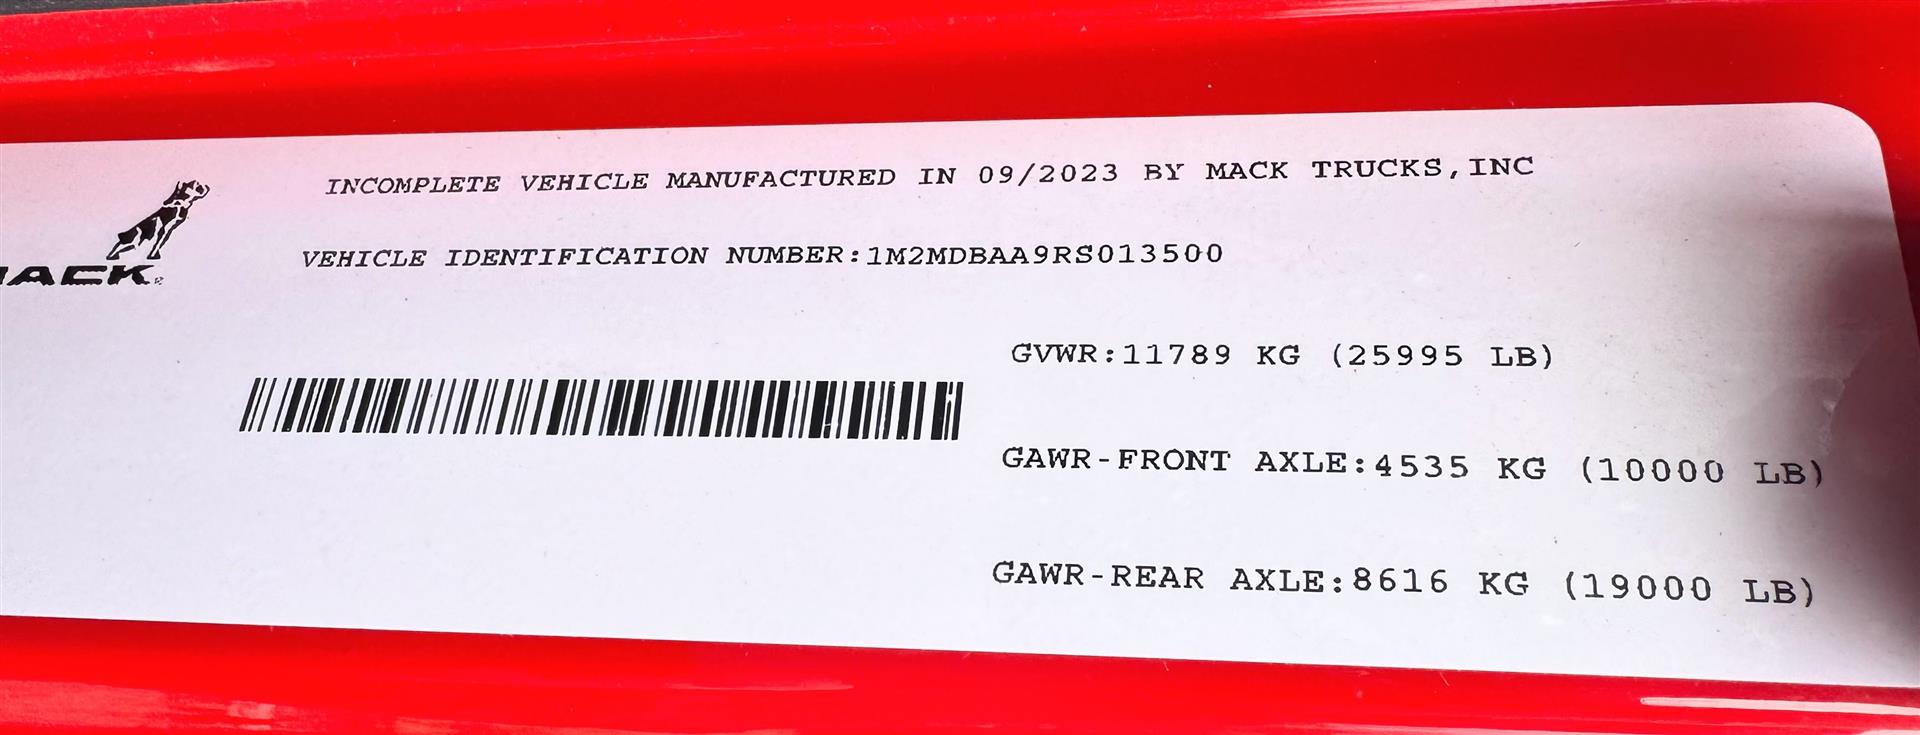 INCOMPLETE VEHICLE MANUFACTURED IN 09/2023 BY MACK TRUCKS,INC
MACK®
VEHICLE IDENTIFICATION NUMBER:1M2MDBAA9RS013500
GVWR:11789 KG (25995 LB)
GAWR-FRONT AXLE:4535 KG (10000 LB)
GAWR-REAR AXLE:8616 KG (19000 LB)